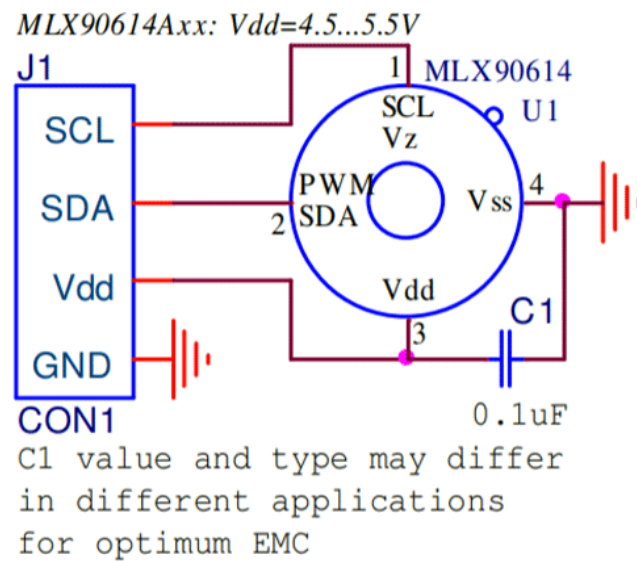 MLX90614Axx: Vdd=4.5...5.5V
J1
1 MLX90614
SCL
SCL
U1
Vz
PWM
SDA
2
SDA
Vss
4
Vdd
Vdd
C1
3
GND
0.1uF
CON1
C1 value and type may differ
in different applications
for optimum EMC